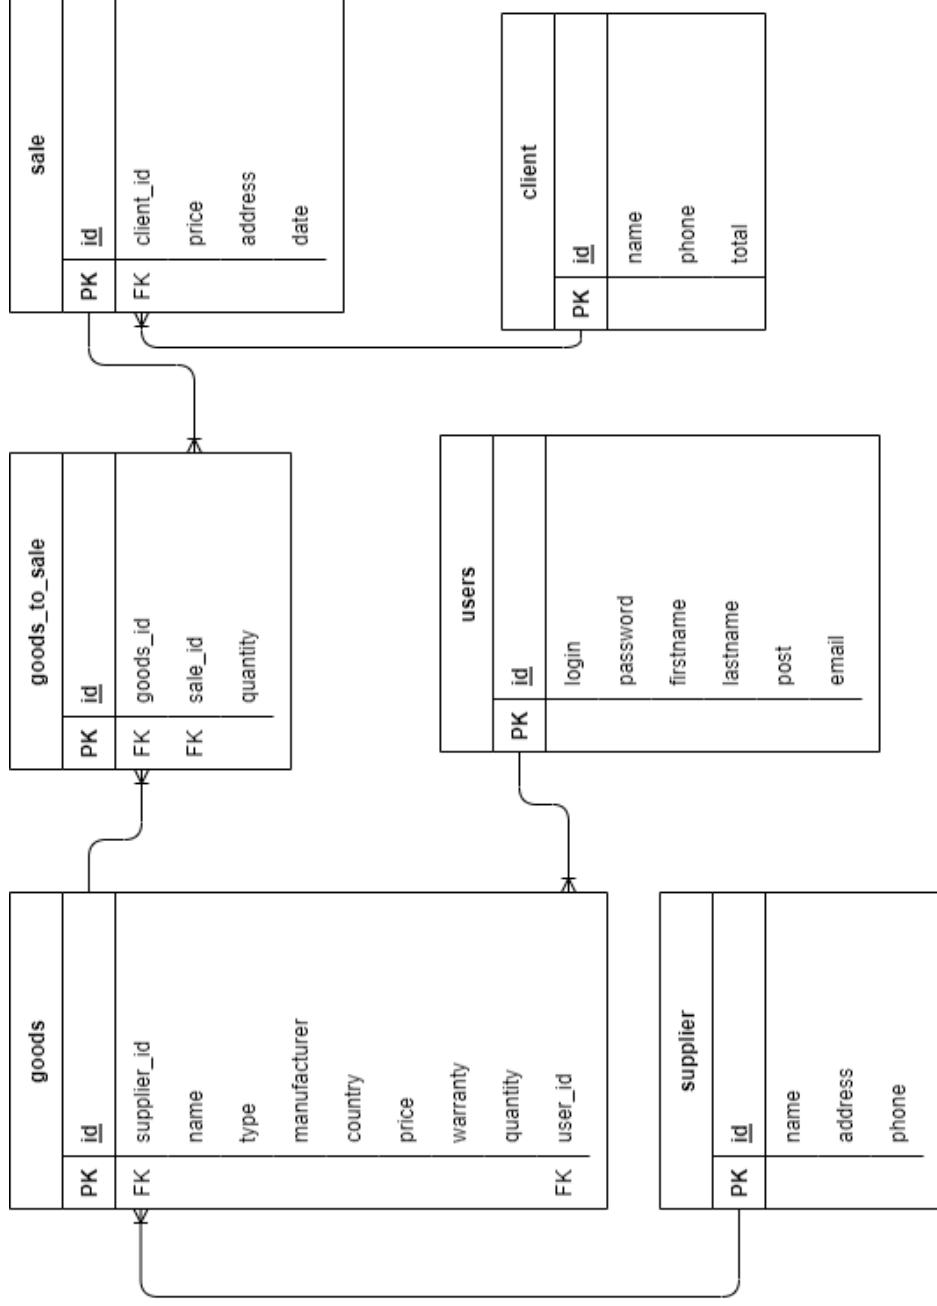 goods
PK id
FK supplier_id
name
type
manufacturer
country
price
warranty
quantity
FK user_id
goods_to_sale
PK id
FK goods_id
FK sale_id
quantity
sale
PK id
FK client_id
price
address
date
supplier
PK id
name
address
phone
users
PK id
login
password
firstname
lastname
post
email
client
PK id
name
phone
total